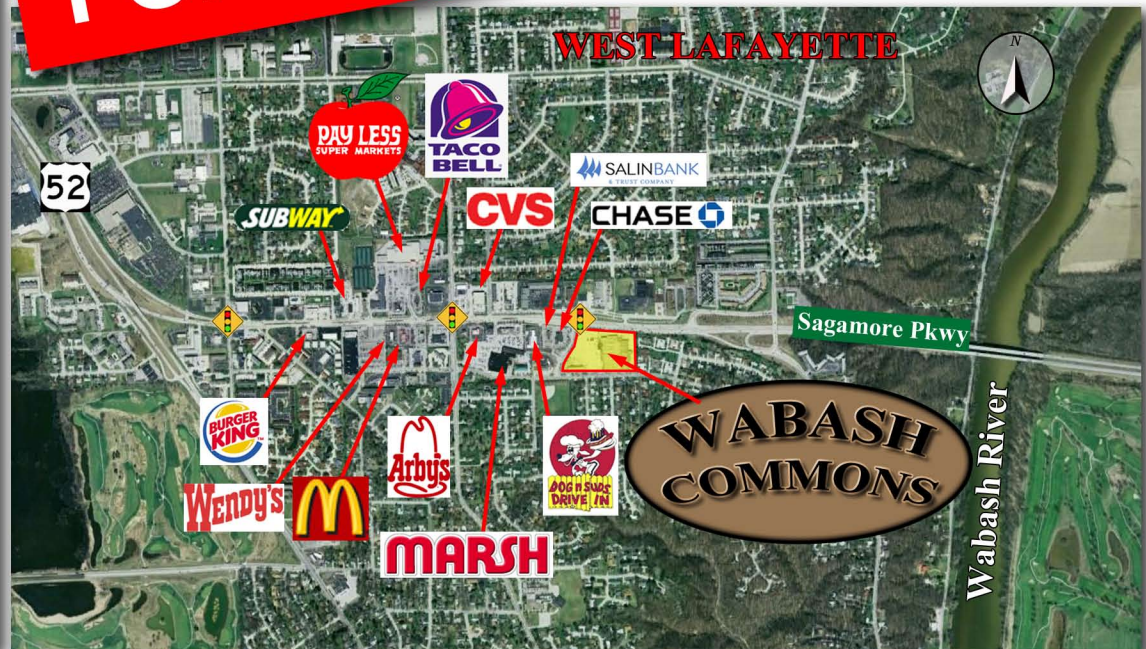 WEST LAFAYETTE
N
PAY LESS
SUPER MARKETS
TACO
BELL
SALINBANK
& TRUST COMPANY
52
SUBWAY
CVS
CHASE
Sagamore Pkwy
BURGER
KING
Arby's
DOG n SUDS
DRIVE IN
WABASH
COMMONS
WENDY'S
M
MARSH
Wabash River